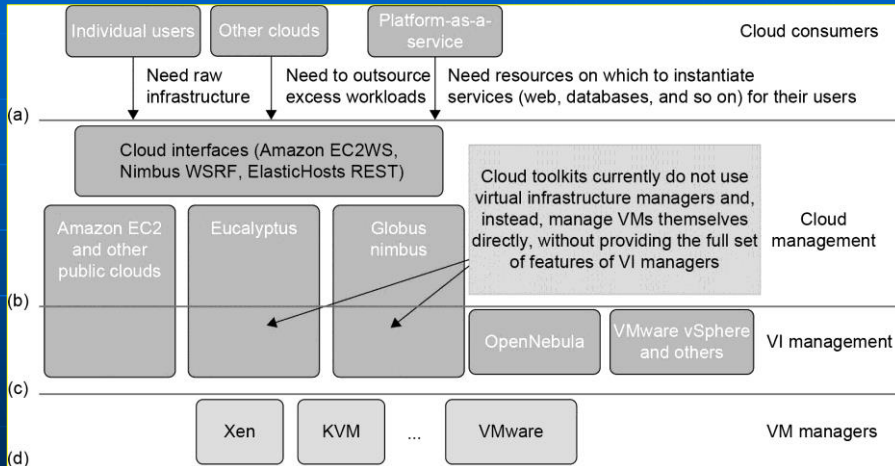 Individual users
Other clouds
Platform-as-a-
service
Cloud consumers
Need raw
infrastructure
Need to outsource
excess workloads
Need resources on which to instantiate
services (web, databases, and so on) for their users
(a)
Cloud interfaces (Amazon EC2WS,
Nimbus WSRF, ElasticHosts REST)
Cloud toolkits currently do not use
virtual infrastructure managers and,
instead, manage VMs themselves
directly, without providing the full set
of features of VI managers
Amazon EC2
and other
public clouds
Eucalyptus
Globus
nimbus
Cloud
management
(b)
OpenNebula
VMware vSphere
and others
VI management
(c)
Xen
KVM
...
VMware
VM managers
(d)